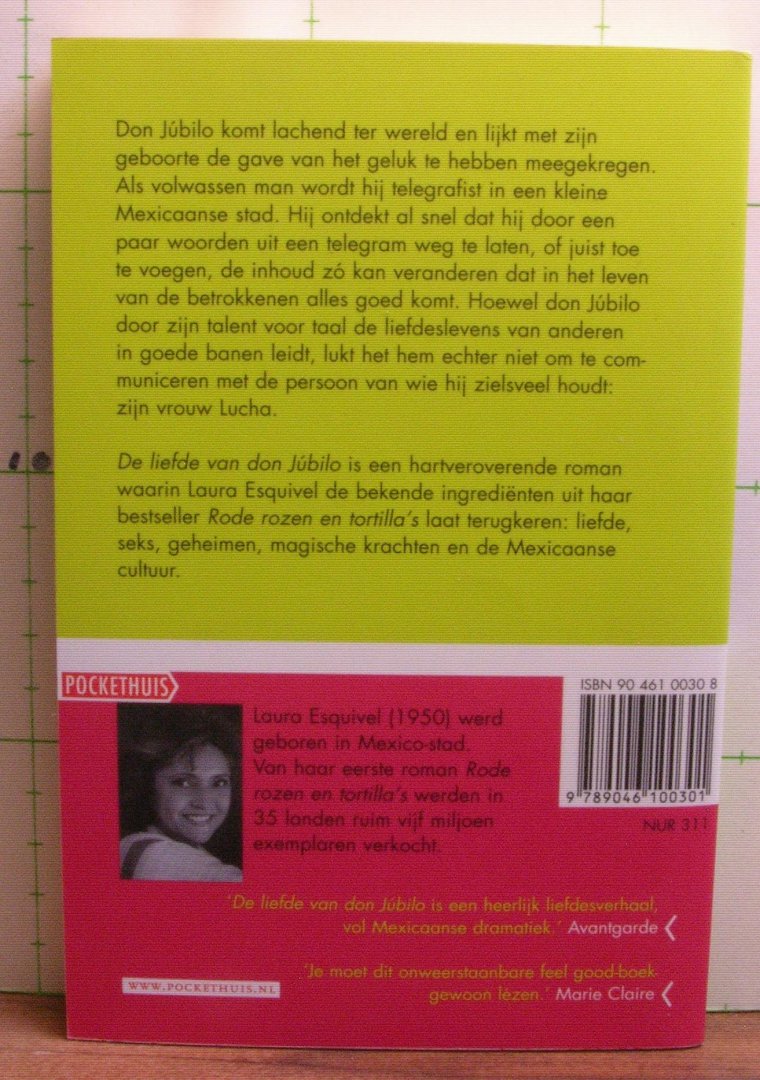 Don Júbilo komt lachend ter wereld en lijkt met zijn
geboorte de gave van het geluk te hebben meegekregen.
Als volwassen man wordt hij telegrafist in een kleine
Mexicaanse stad. Hij ontdekt al snel dat hij door een
paar woorden uit een telegram weg te laten, of juist toe
te voegen, de inhoud zó kan veranderen dat in het leven
van de betrokkenen alles goed komt. Hoewel don Júbilo
door zijn talent voor taal de liefdeslevens van anderen
in goede banen leidt, lukt het hem echter niet om te com-
municeren met de persoon van wie hij zielsveel houdt:
zijn vrouw Lucha.
De liefde van don Júbilo is een hartveroverende roman
waarin Laura Esquivel de bekende ingrediënten uit haar
bestseller Rode rozen en tortilla's laat terugkeren: liefde,
seks, geheimen, magische krachten en de Mexicaanse
cultuur.
POCKETHUIS
Laura Esquivel (1950) werd
geboren in Mexico-stad.
Van haar eerste roman Rode
rozen en tortilla's werden in
35 landen ruim vijf miljoen
exemplaren verkocht.
ISBN 90 461 0030 8
9 789046 100301
NUR 311
'De liefde van don Júbilo is een heerlijk liefdesverhaal,
vol Mexicaanse dramatiek.' Avantgarde
'Je moet dit onweerstaanbare feel good-boek
gewoon lézen.' Marie Claire
WWW.POCKETHUIS.NL
10